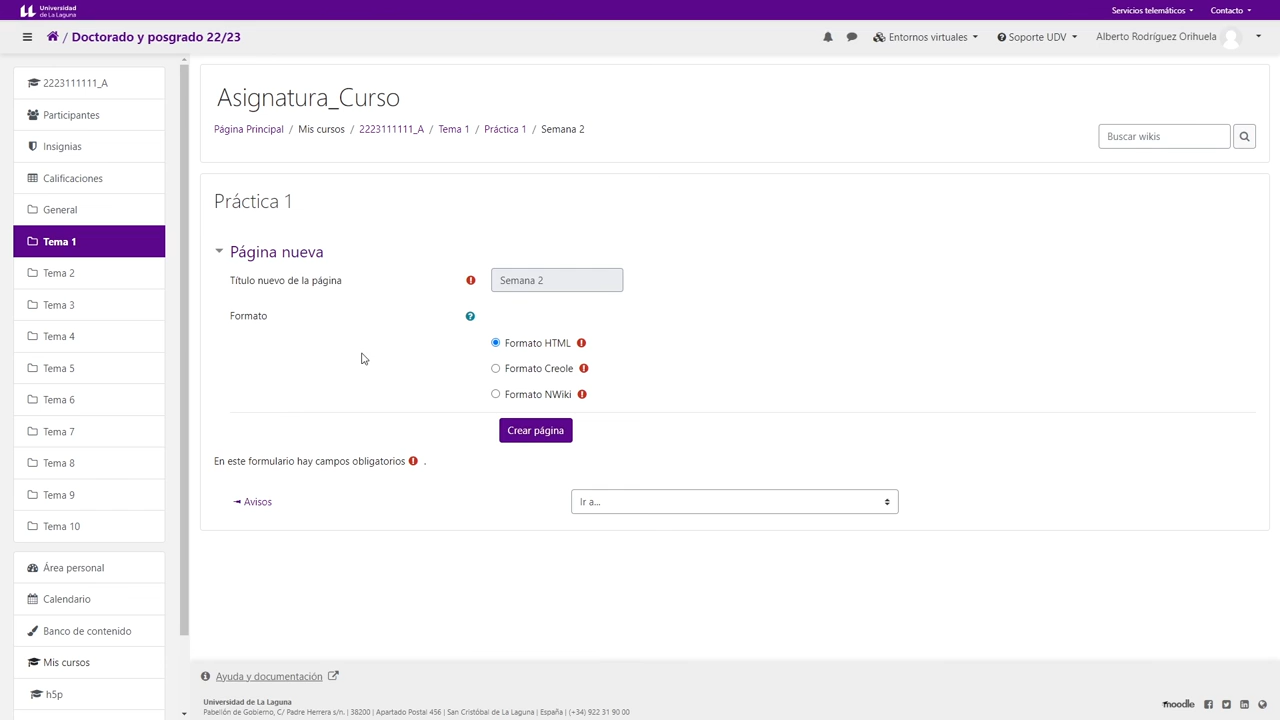 Universidad
de La Laguna
Servicios telemáticos
Contacto
/ Doctorado y posgrado 22/23
Entornos virtuales
Soporte UDV
Alberto Rodríguez Orihuela
2223111111_A
Participantes
Insignias
Calificaciones
General
Tema 1
Tema 2
Tema 3
Tema 4
Tema 5
Tema 6
Tema 7
Tema 8
Tema 9
Tema 10
Área personal
Calendario
Banco de contenido
Mis cursos
h5p
Asignatura_Curso
Página Principal / Mis cursos / 2223111111_A / Tema 1 / Práctica 1 / Semana 2
Buscar wikis
Práctica 1
Página nueva
Título nuevo de la página
Semana 2
Formato
Formato HTML
Formato Creole
Formato NWiki
Crear página
En este formulario hay campos obligatorios .
◄ Avisos
Ir a...
Ayuda y documentación
Universidad de La Laguna
Pabellón de Gobierno, C/ Padre Herrera s/n. | 38200 | Apartado Postal 456 | San Cristóbal de La Laguna | España | (+34) 922 31 90 00
moodle